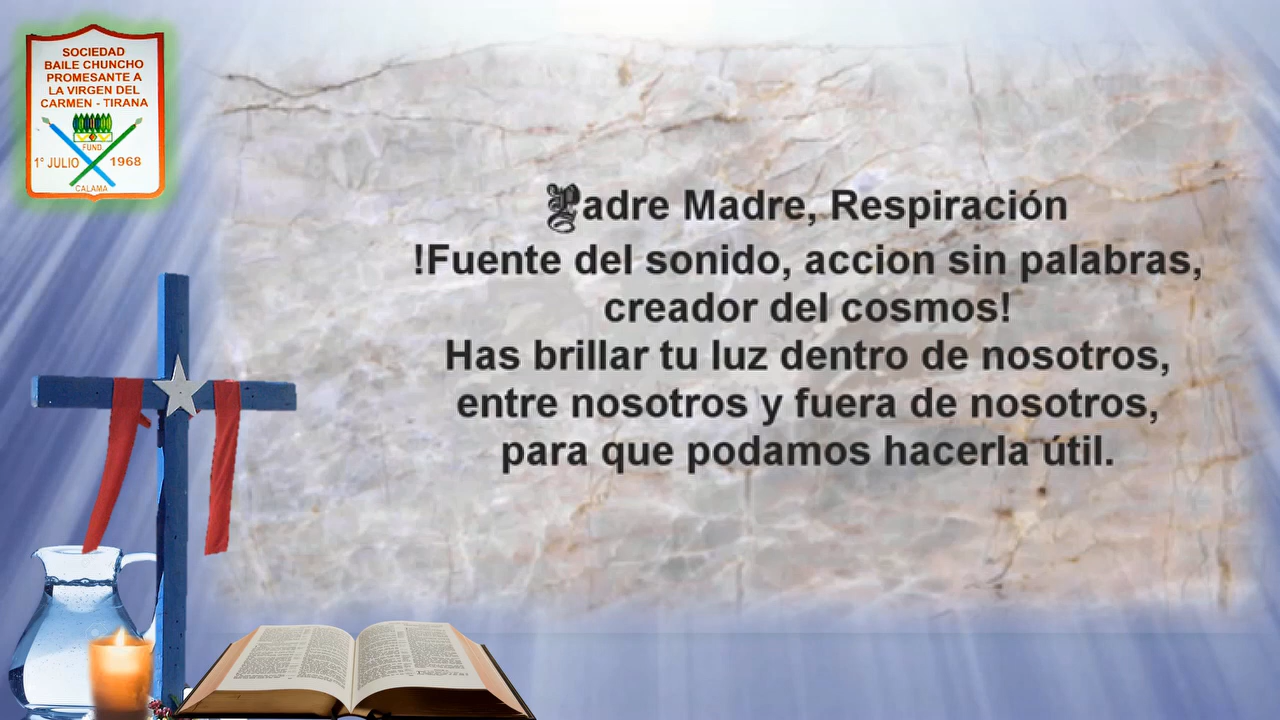 SOCIEDAD
BAILE CHUNCHO
PROMESANTE A
LA VIRGEN DEL
CARMEN - TIRANA
FUND
1° JULIO 1968
CALAMA
Padre Madre, Respiración
!Fuente del sonido, accion sin palabras,
creador del cosmos!
Has brillar tu luz dentro de nosotros,
entre nosotros y fuera de nosotros,
para que podamos hacerla útil.